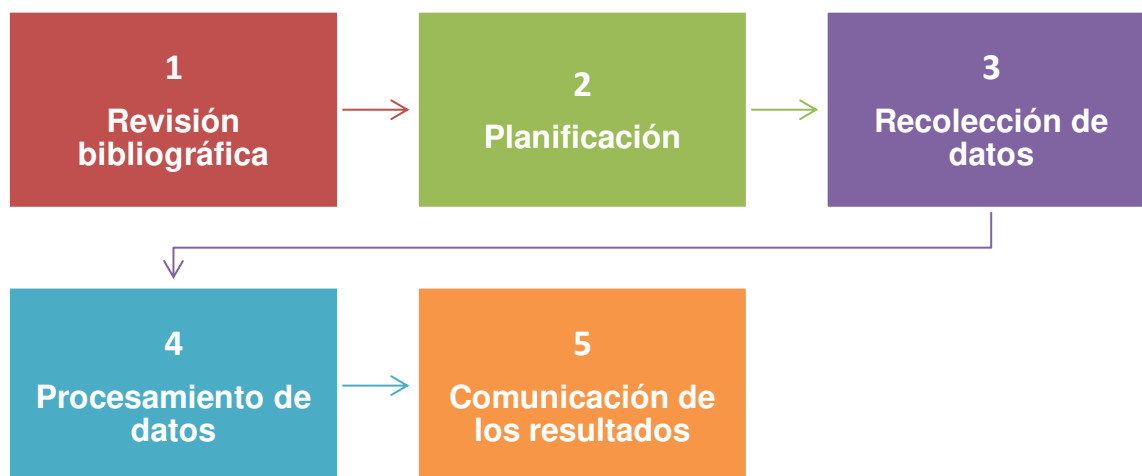 1
Revisión
bibliográfica
2
Planificación
3
Recolección de
datos
4
Procesamiento de
datos
5
Comunicación de
los resultados